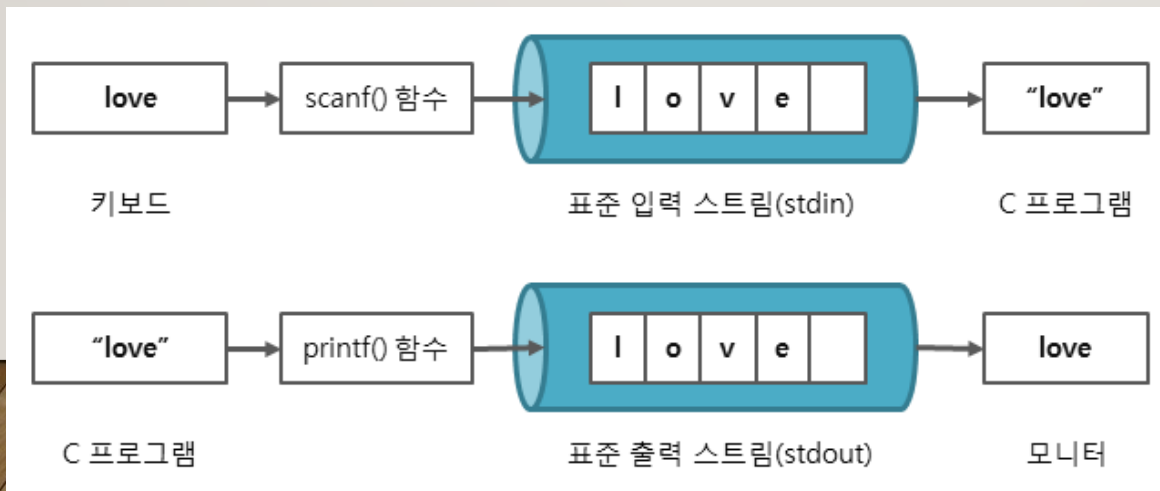 love
scanf() 함수
l o v e
“love”
키보드
표준 입력 스트림(stdin)
C 프로그램
“love”
printf() 함수
l o v e
love
C 프로그램
표준 출력 스트림(stdout)
모니터